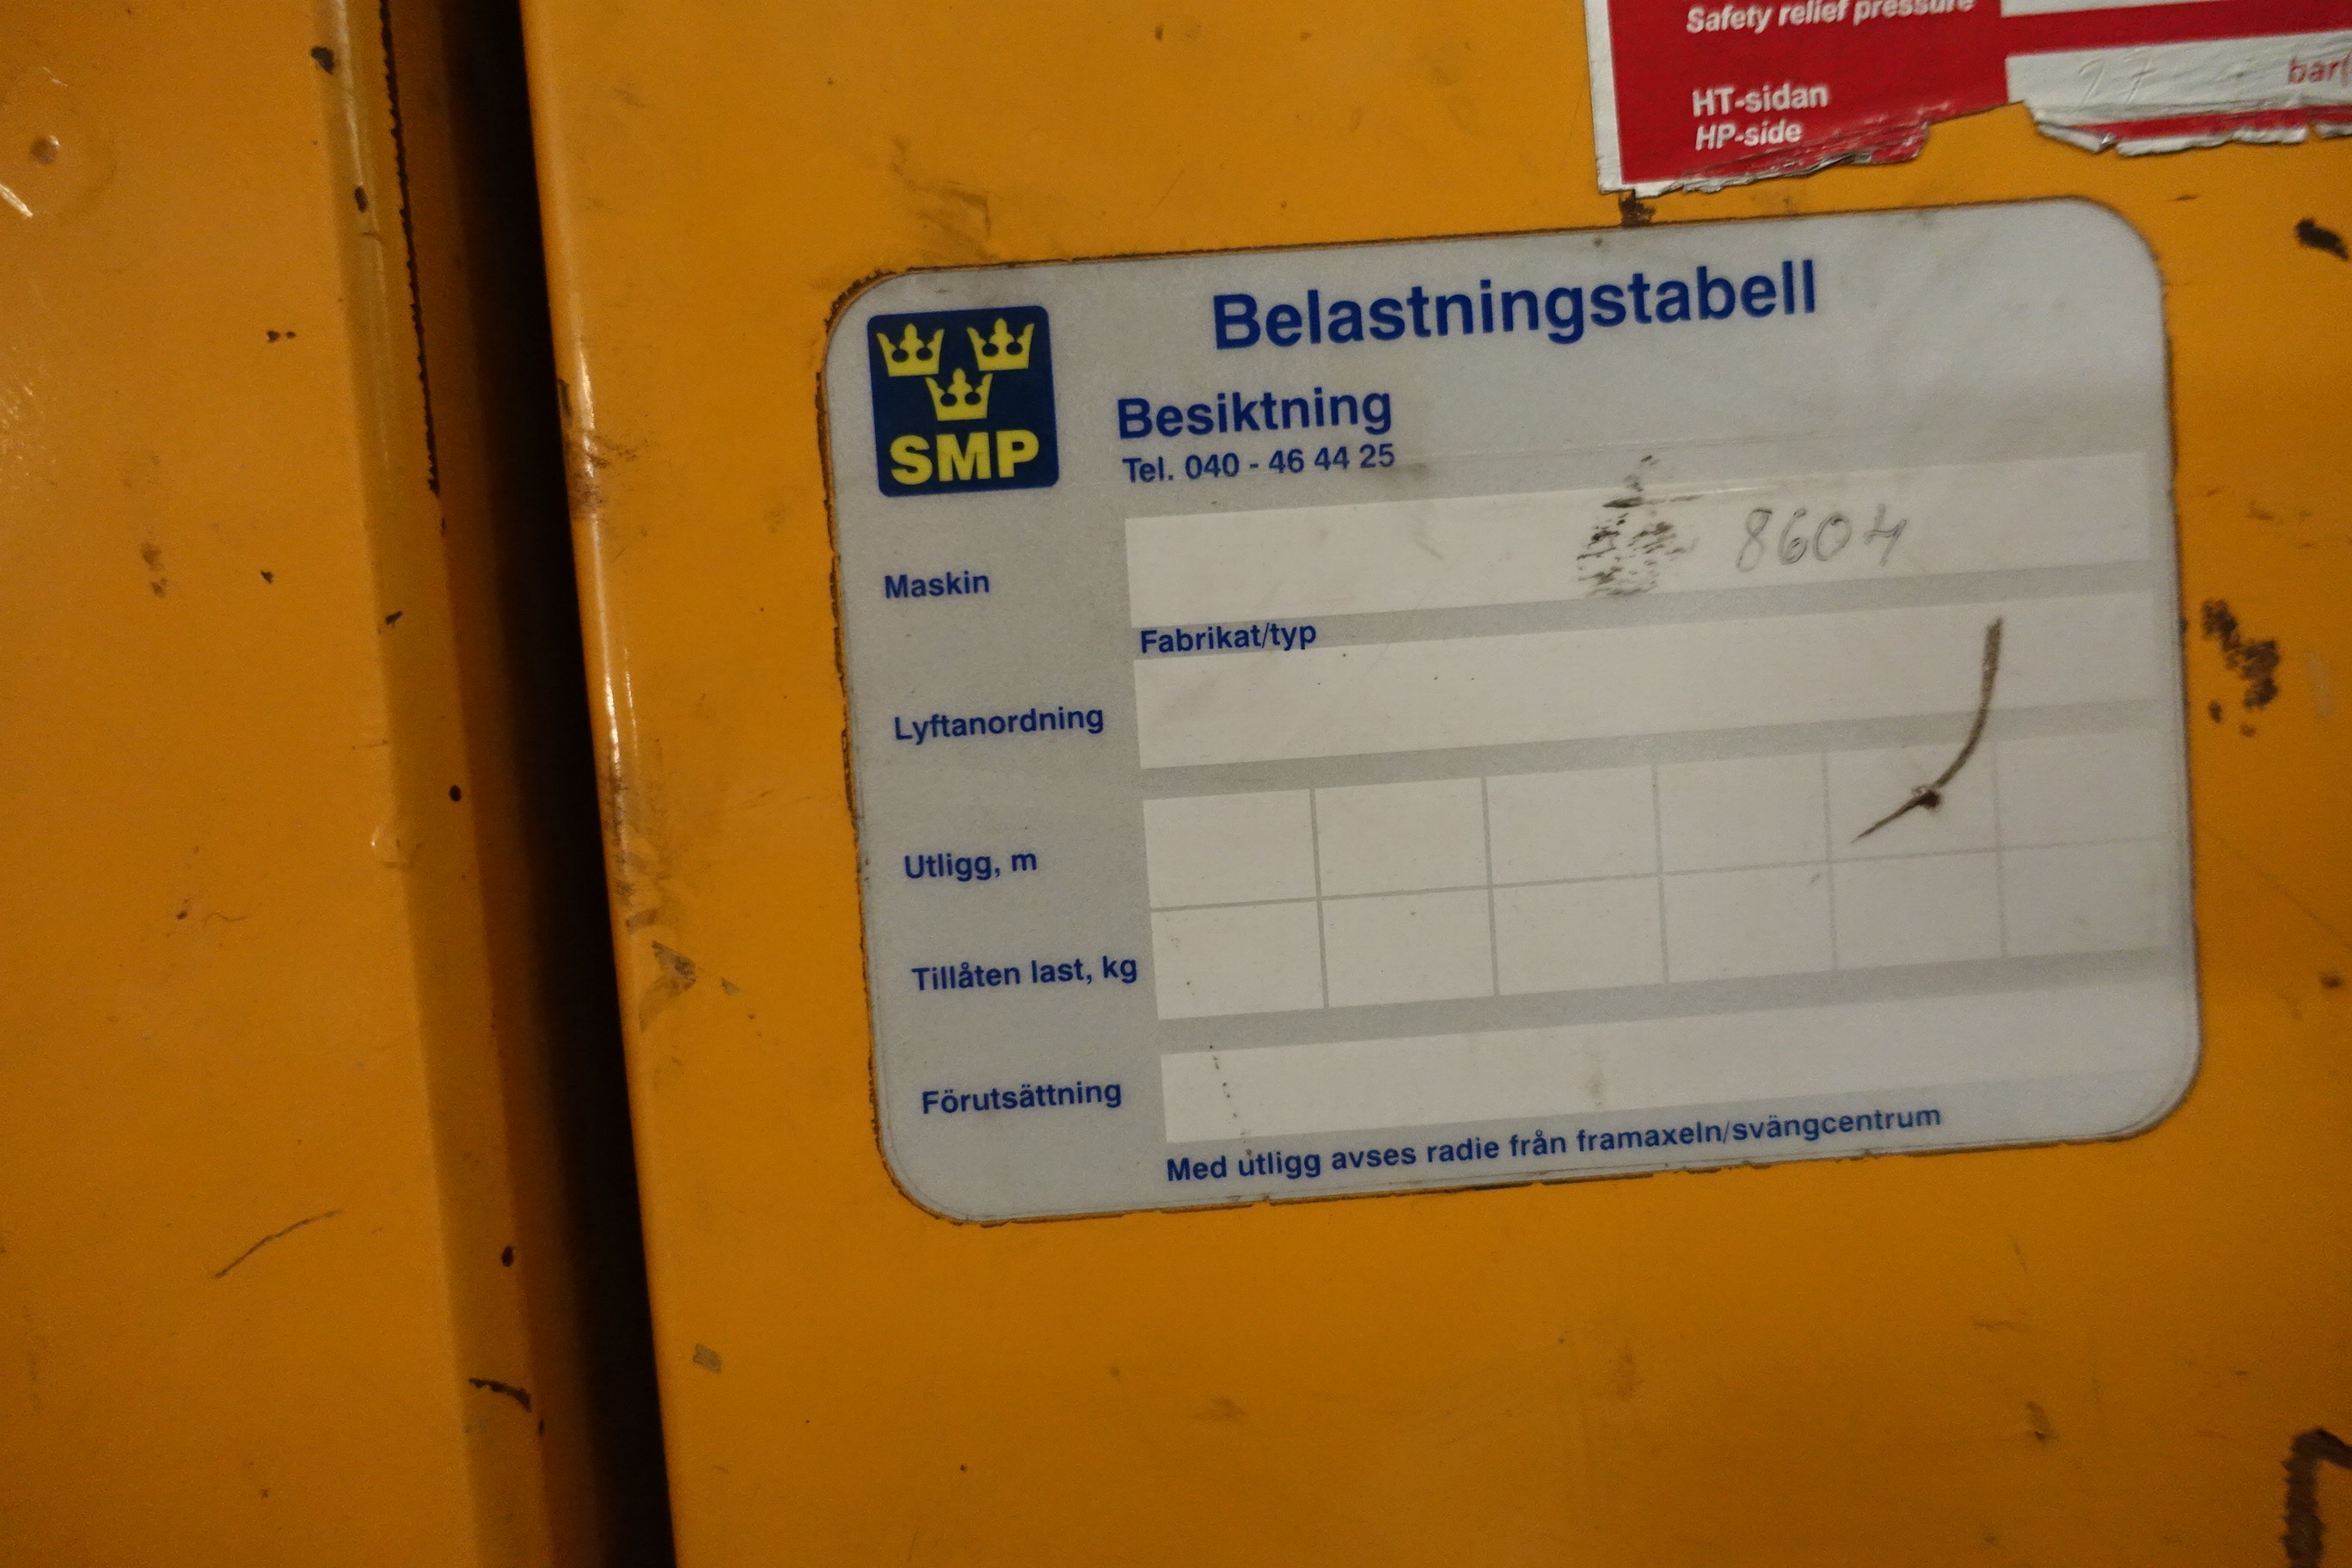 Safety relief pressure
bar(
HT-sidan
HP-side
Belastningstabell
SMP
Besiktning
Tel. 040 - 46 44 25
Maskin
8604
Fabrikat/typ
Lyftanordning
Utligg, m
Tillåten last, kg
Förutsättning
Med utligg avses radie från framaxeln/svängcentrum